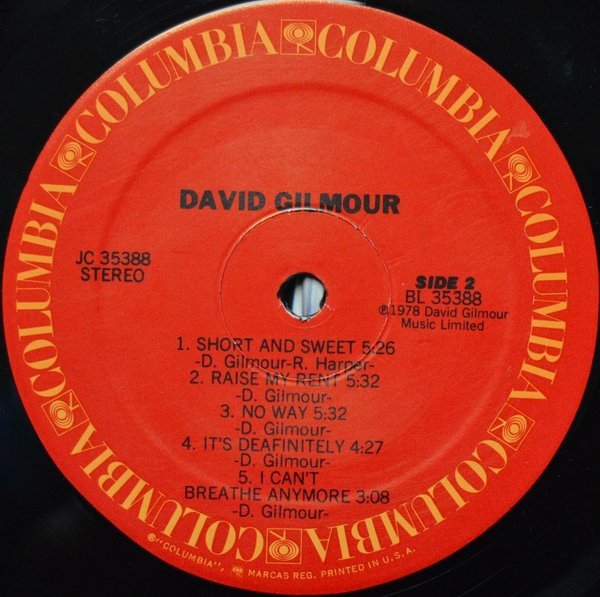 COLUMBIA COLUMBIA COLUMBIA COLUMBIA COLUMBIA COLUMBIA
DAVID GILMOUR
JC 35388
STEREO
SIDE 2
BL 35388
℗1978 David Gilmour
Music Limited
1. SHORT AND SWEET 5:26
-D. Gilmour-R. Harper-
2. RAISE MY RENT 5:32
-D. Gilmour-
3. NO WAY 5:32
-D. Gilmour-
4. IT'S DEAFINITELY 4:27
-D. Gilmour-
5. I CAN'T
BREATHE ANYMORE 3:08
-D. Gilmour-
®"COLUMBIA", MARCAS REG. PRINTED IN U.S.A.